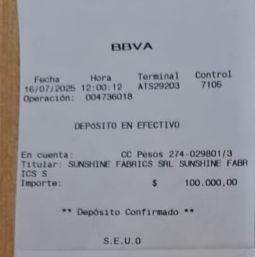 BBVA
Fecha Hora Terminal Control
16/07/2025 12:00:12 ATS29203 7105
Operación: 004736018
DEPóSITO EN EFECTIVO
En cuenta: CC Pesos 274-029801/3
Titular: SUNSHINE FABRICS SRL SUNSHINE FABR
ICS S
Importe: $ 100.000,00
** Depósito Confirmado **
S.E.U.O